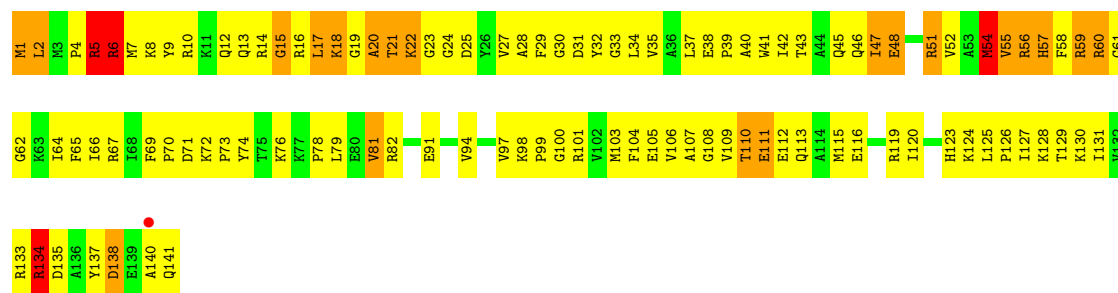 M1 L2 M3 P4 R5 R6 M7 K8 Y9 R10 K11 Q12 Q13 R14 G15 R16 L17 K18 G19 A20 T21 K22 G23 G24 D25 Y26 V27 A28 F29 G30 D31 Y32 G33 L34 V35 A36 L37 E38 P39 A40 W41 I42 T43 A44 Q45 Q46 I47 E48 R51 V52 A53 M54 V55 R56 H57 F58 R59 R60 G61
G62 K63 I64 F65 I66 R67 I68 F69 P70 D71 K72 P73 Y74 T75 K76 K77 P78 L79 E80 V81 R82 E91 V94 V97 K98 P99 G100 R101 V102 M103 F104 E105 V106 A107 G108 V109 T110 E111 E112 Q113 A114 M115 E116 R119 I120 H123 K124 L125 P126 I127 K128 T129 K130 I131 V132
R133 R134 D135 A136 Y137 D138 E139 A140 Q141